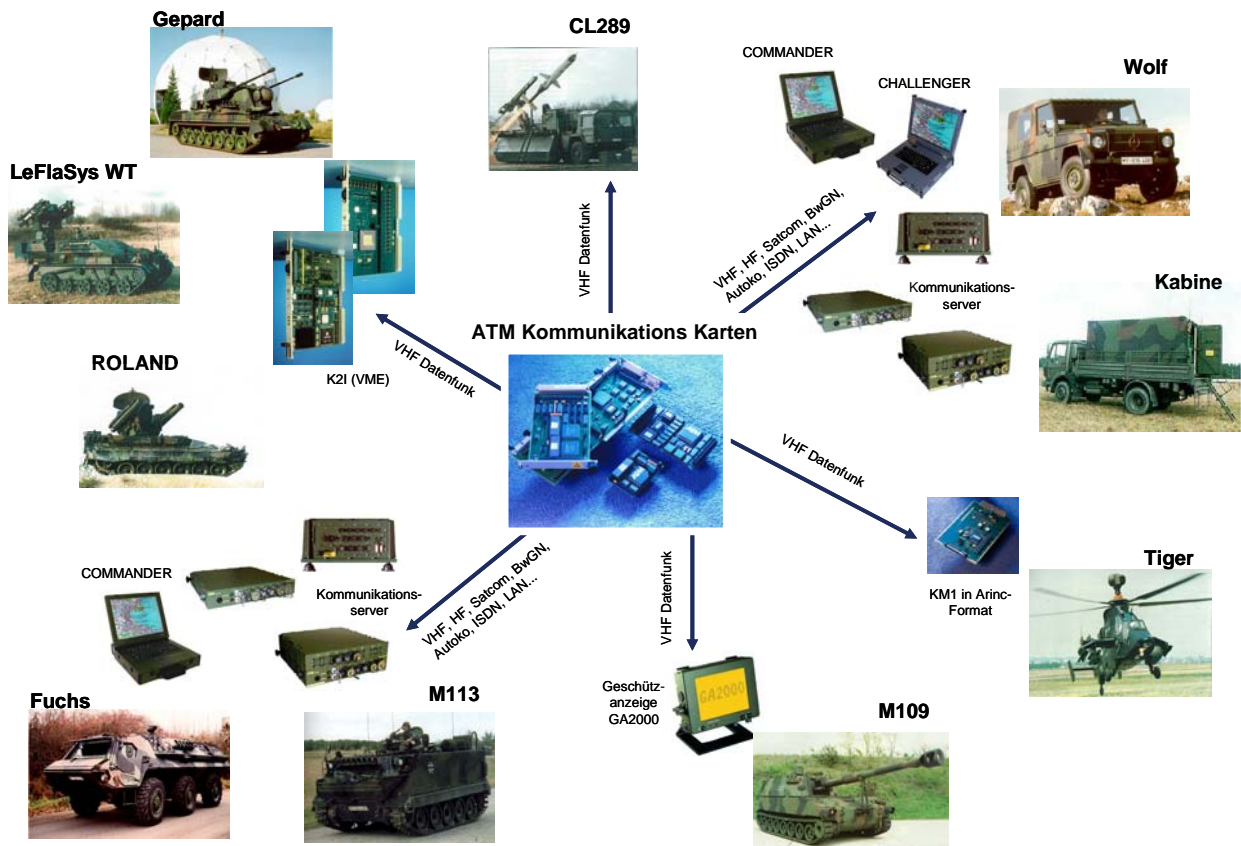 Gepard
CL289
COMMANDER
CHALLENGER
Wolf
LeFlaSys WT
VHF Datenfunk
VHF, HF, Satcom, BwGN,
Autoko, ISDN, LAN...
Kommunikations-
server
Kabine
ATM Kommunikations Karten
VHF Datenfunk
K2I (VME)
ROLAND
VHF Datenfunk
KM1 in Arinc-
Format
Tiger
COMMANDER
Kommunikations-
server
VHF, HF, Satcom, BwGN,
Autoko, ISDN, LAN...
VHF Datenfunk
Geschütz-
anzeige
GA2000
GA2000
Fuchs
M113
M109